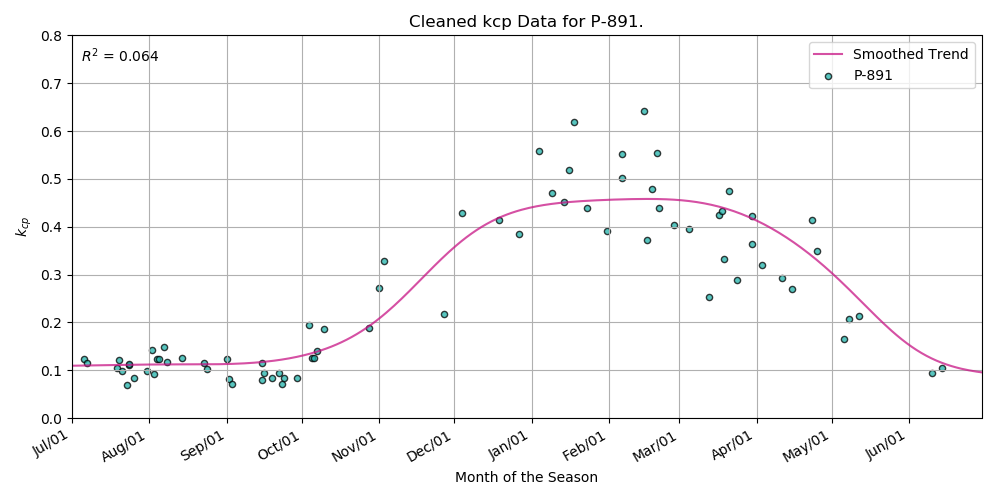 Cleaned kcp Data for P-891.
R² = 0.064
Smoothed Trend
P-891
0.8
0.7
0.6
0.5
0.4
0.3
0.2
0.1
0.0
k_cp
Jul/01
Aug/01
Sep/01
Oct/01
Nov/01
Dec/01
Jan/01
Feb/01
Mar/01
Apr/01
May/01
Jun/01
Month of the Season